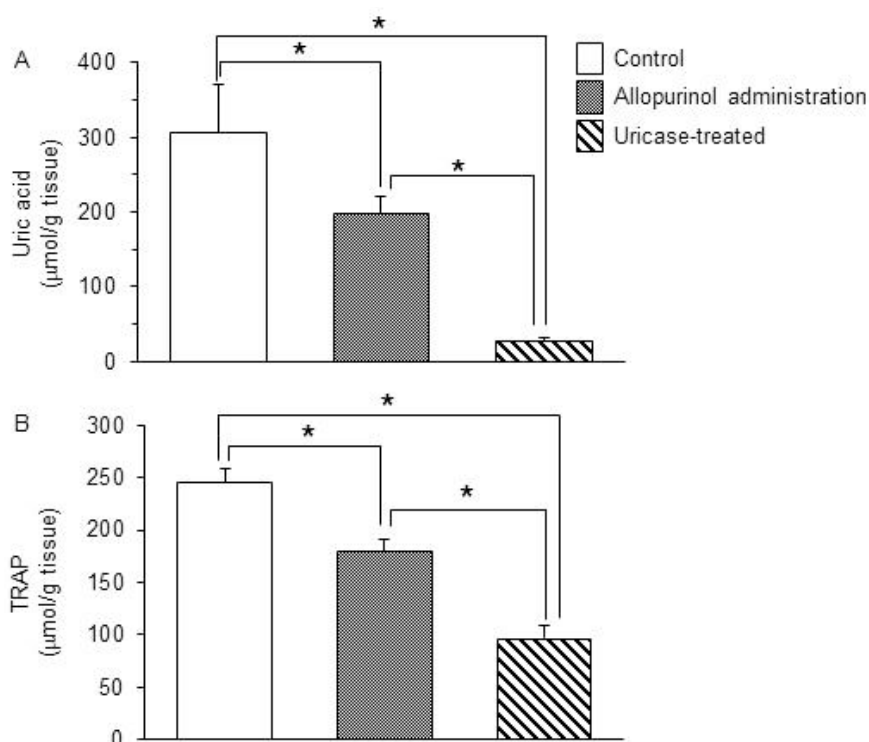 A
Uric acid
(μmol/g tissue)
400
300
200
100
0
*
*
*
Control
Allopurinol administration
Uricase-treated
B
TRAP
(μmol/g tissue)
300
250
200
150
100
50
0
*
*
*